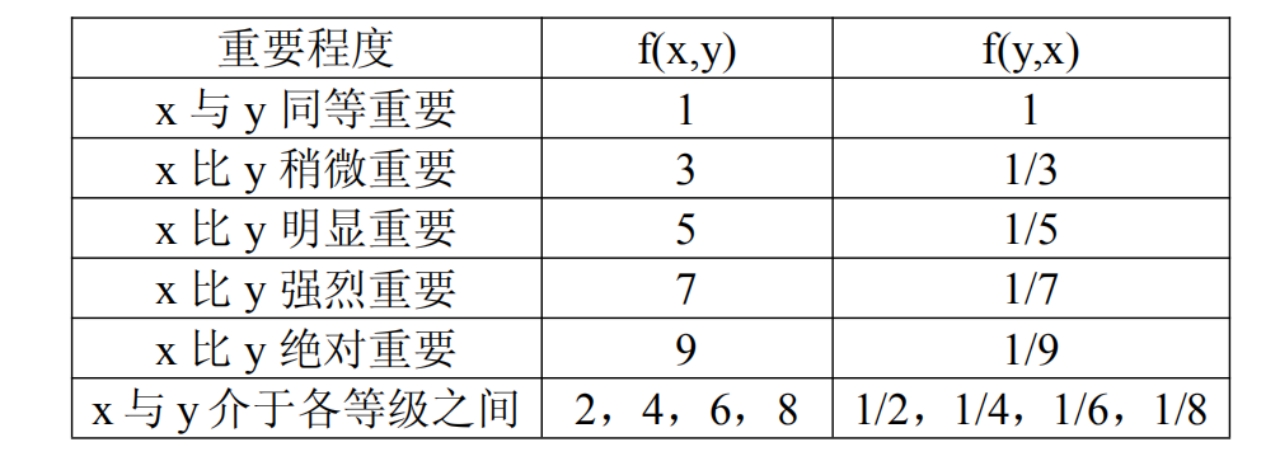 重要程度 f(x,y) f(y,x)
x 与 y 同等重要 1 1
x 比 y 稍微重要 3 1/3
x 比 y 明显重要 5 1/5
x 比 y 强烈重要 7 1/7
x 比 y 绝对重要 9 1/9
x 与 y 介于各等级之间 2，4，6，8 1/2，1/4，1/6，1/8